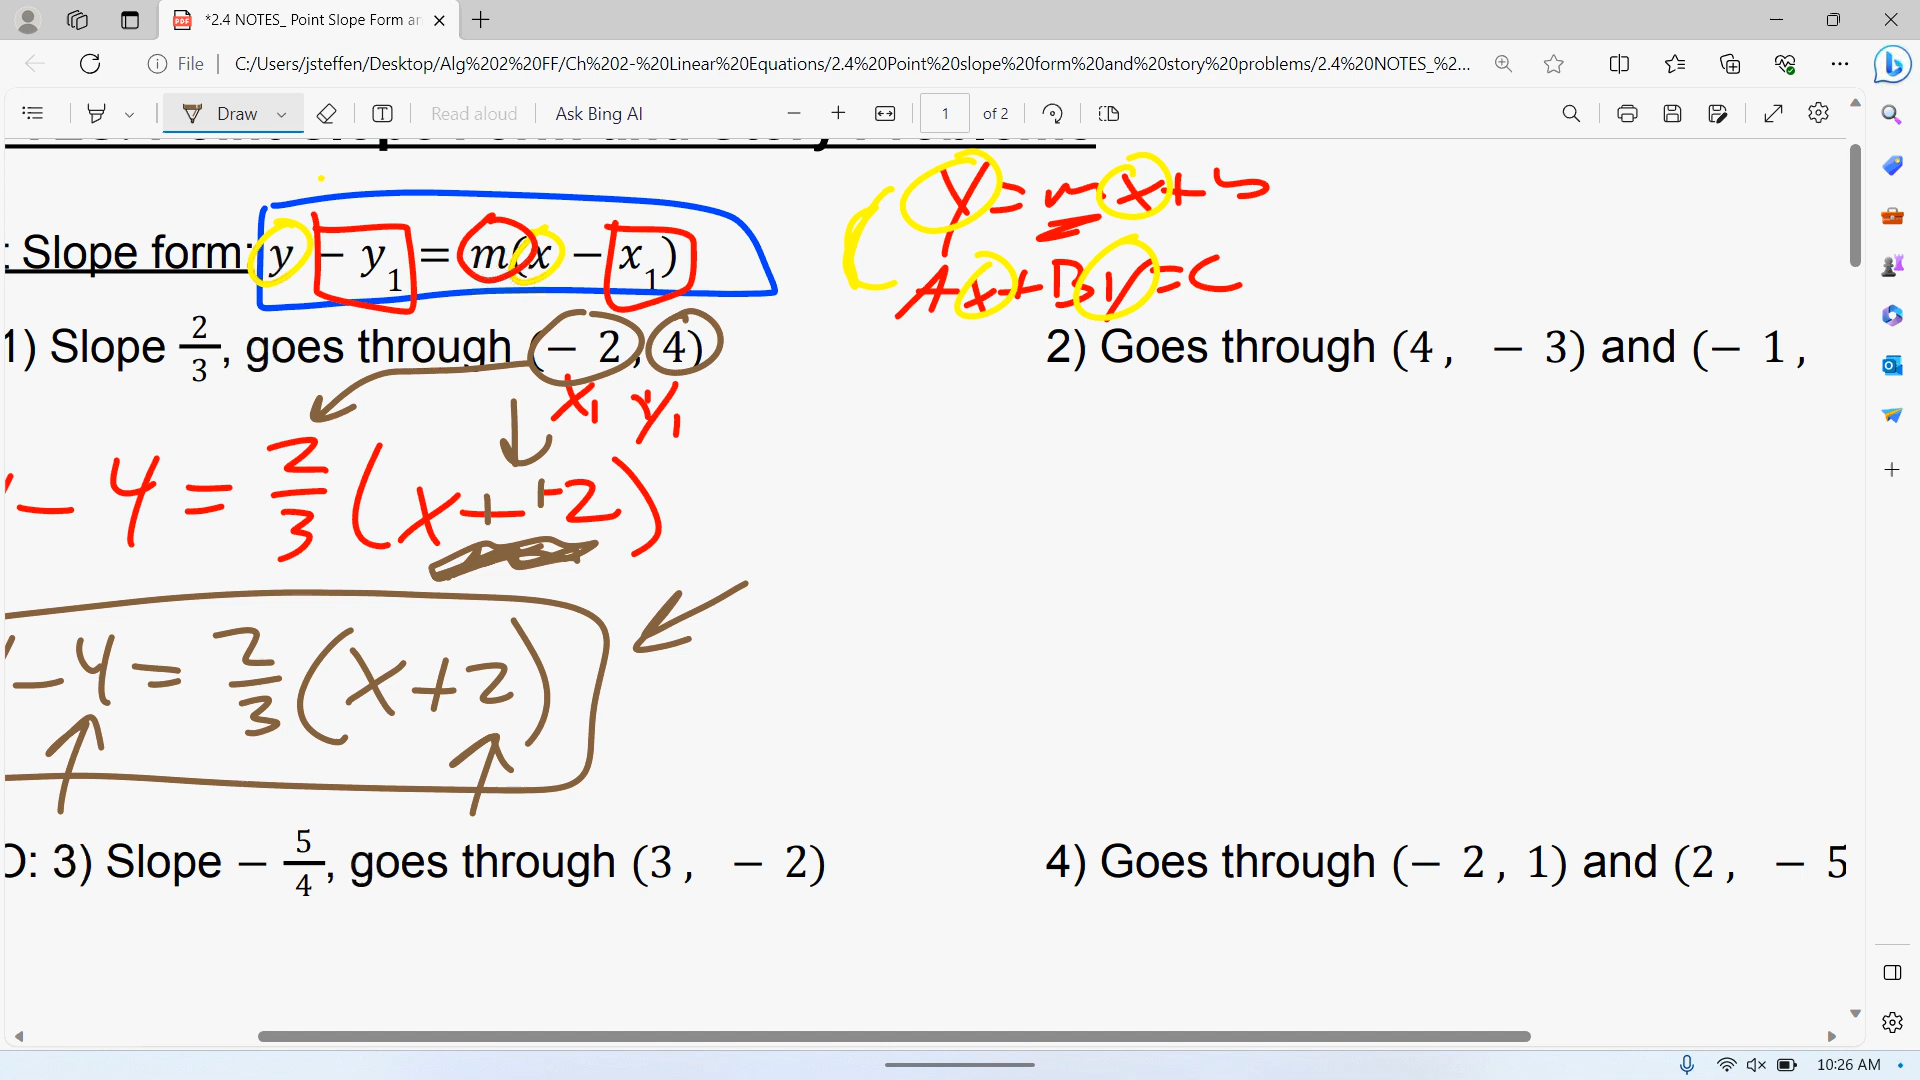 *2.4 NOTES_ Point Slope Form an
File C:/Users/jsteffen/Desktop/Alg%202%20FF/Ch%202-%20Linear%20Equations/2.4%20Point%20slope%20form%20and%20story%20problems/2.4%20NOTES_%2...
Draw Read aloud Ask Bing AI 1 of 2
y = mx + b
: Slope form: y − y₁ = m(x − x₁)
Ax + By = C
1) Slope 2/3, goes through (− 2, 4)
2) Goes through (4, − 3) and (− 1,
x₁ y₁
− 4 = 2/3 (x + + 2)
− 4 = 2/3 (x + 2)
O: 3) Slope − 5/4, goes through (3, − 2)
4) Goes through (− 2, 1) and (2, − 5
10:26 AM